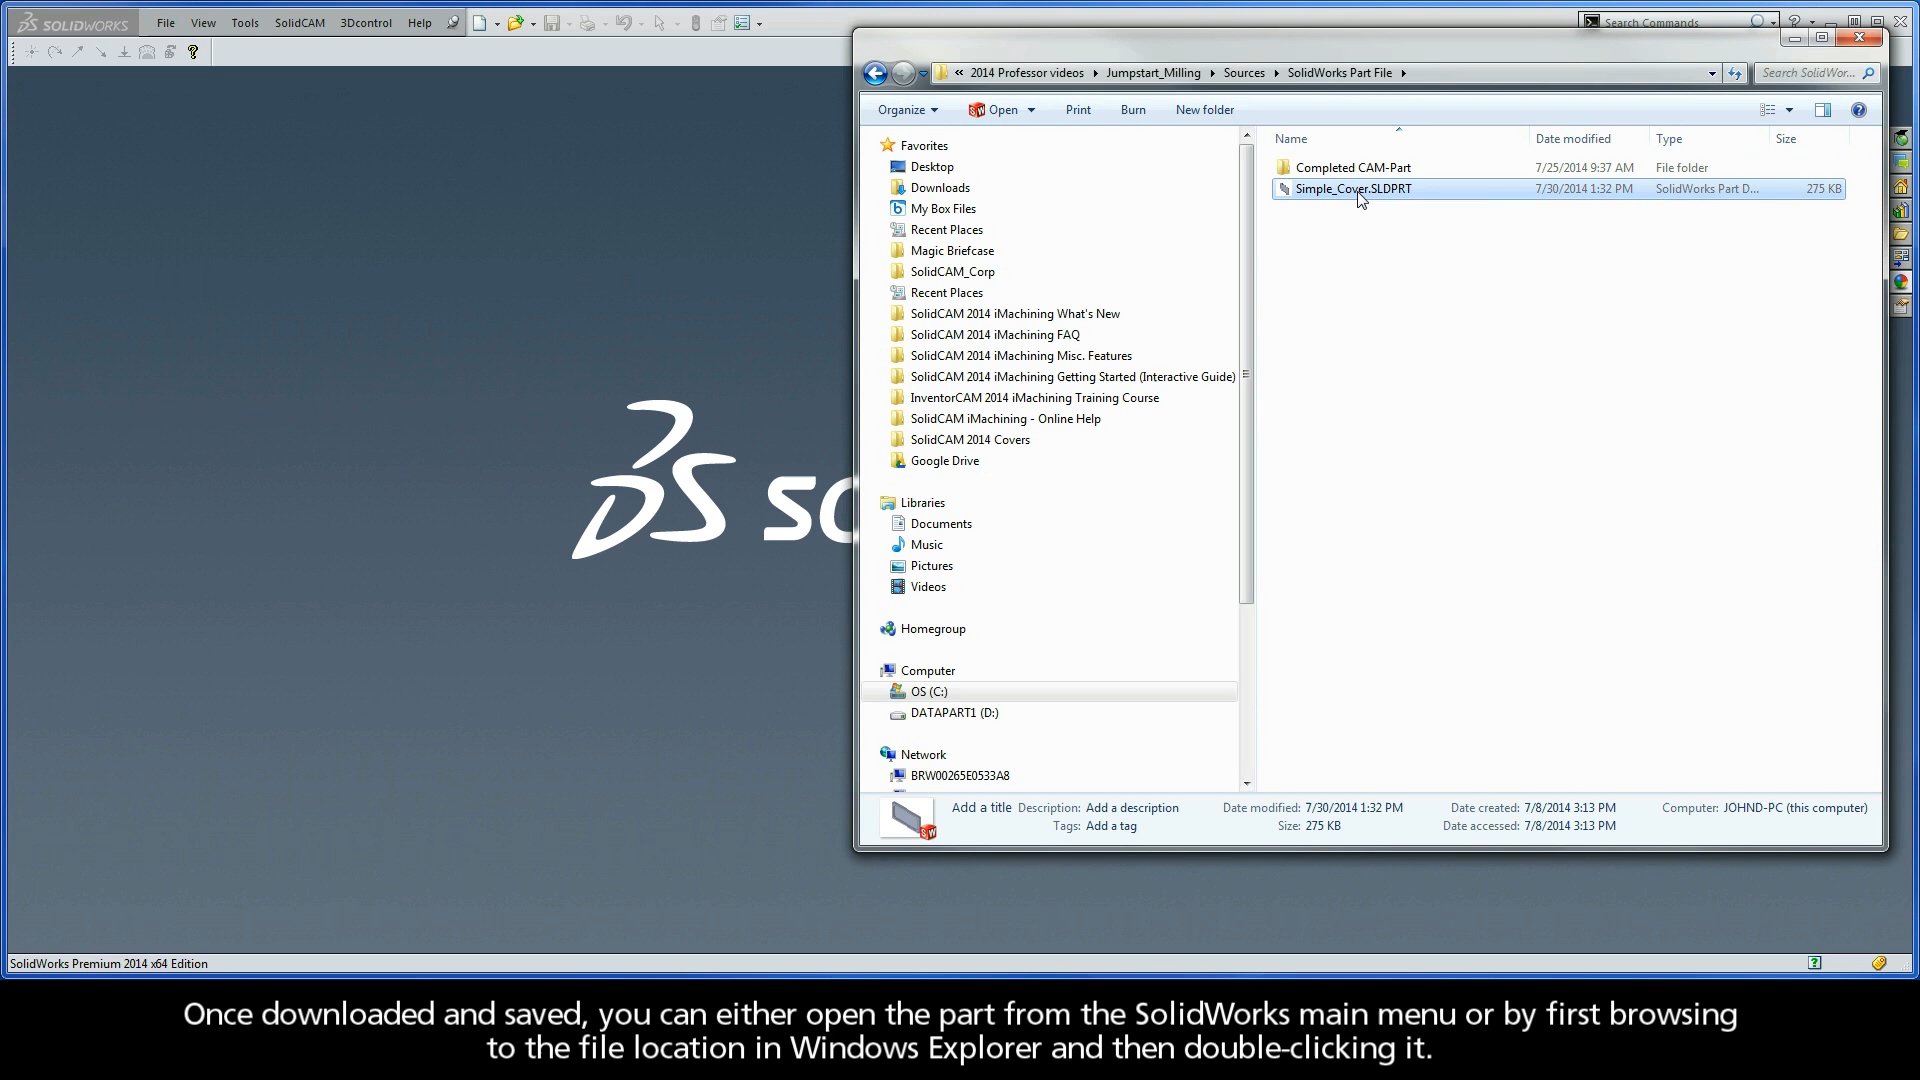 SOLIDWORKS File View Tools SolidCAM 3Dcontrol Help Search Commands
« 2014 Professor videos Jumpstart_Milling Sources SolidWorks Part File Search SolidWor...
Organize Open Print Burn New folder
Name Date modified Type Size
Completed CAM-Part 7/25/2014 9:37 AM File folder
Simple_Cover.SLDPRT 7/30/2014 1:32 PM SolidWorks Part D... 275 KB
Favorites
Desktop
Downloads
My Box Files
Recent Places
Magic Briefcase
SolidCAM_Corp
Recent Places
SolidCAM 2014 iMachining What's New
SolidCAM 2014 iMachining FAQ
SolidCAM 2014 iMachining Misc. Features
SolidCAM 2014 iMachining Getting Started (Interactive Guide)
InventorCAM 2014 iMachining Training Course
SolidCAM iMachining - Online Help
SolidCAM 2014 Covers
Google Drive
Libraries
Documents
Music
Pictures
Videos
Homegroup
Computer
OS (C:)
DATAPART1 (D:)
Network
BRW00265E0533A8
DS SO
Add a title Description: Add a description Date modified: 7/30/2014 1:32 PM Date created: 7/8/2014 3:13 PM Computer: JOHND-PC (this computer)
Tags: Add a tag Size: 275 KB Date accessed: 7/8/2014 3:13 PM
SolidWorks Premium 2014 x64 Edition
Once downloaded and saved, you can either open the part from the SolidWorks main menu or by first browsing
to the file location in Windows Explorer and then double-clicking it.